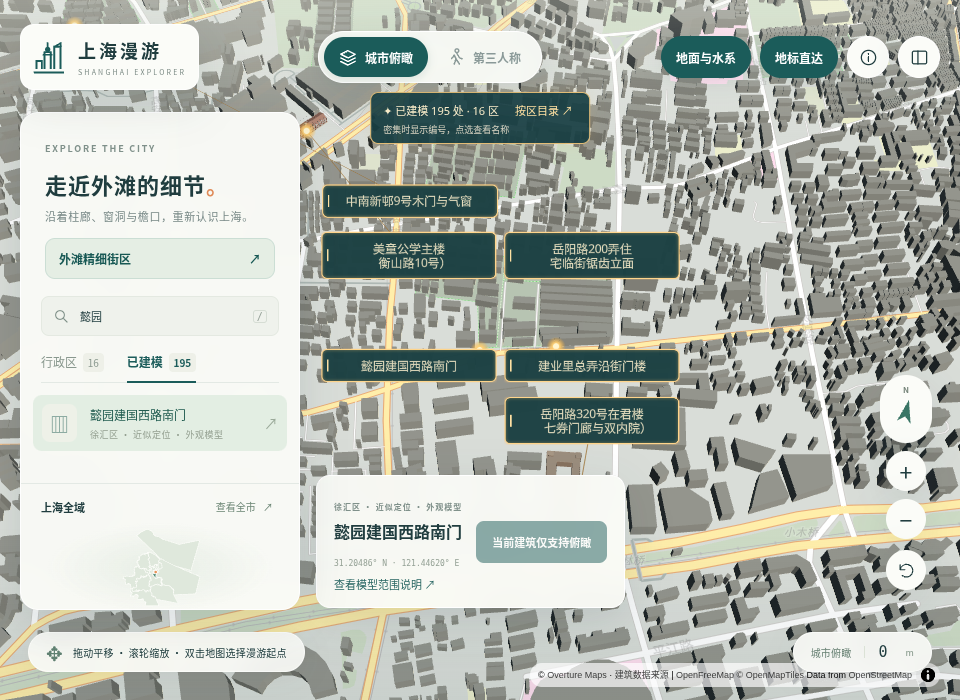 上海漫游
SHANGHAI EXPLORER
城市俯瞰
第三人称
地面与水系
地标直达
✦ 已建模 195 处 · 16 区 按区目录 ↗
密集时显示编号，点选查看名称
EXPLORE THE CITY
走近外滩的细节。
沿着柱廊、窗洞与檐口，重新认识上海。
外滩精细街区 ↗
懿园 /
行政区 16 已建模 195
懿园建国西路南门 ↗
徐汇区 · 近似定位 · 外观模型
上海全域 查看全市 ↗
中南新邨9号木门与气窗
美童公学主楼
衡山路10号）
岳阳路200弄住
宅临街锯齿立面
懿园建国西路南门
建业里总弄沿街门楼
岳阳路320号在君楼
七券门廊与双内院）
徐汇区 · 近似定位 · 外观模型
懿园建国西路南门
当前建筑仅支持俯瞰
31.20486° N · 121.44620° E
查看模型范围说明 ↗
N
+
−
小木桥
拖动平移 · 滚轮缩放 · 双击地图选择漫游起点
城市俯瞰 0 m
© Overture Maps · 建筑数据来源 | OpenFreeMap © OpenMapTiles Data from OpenStreetMap